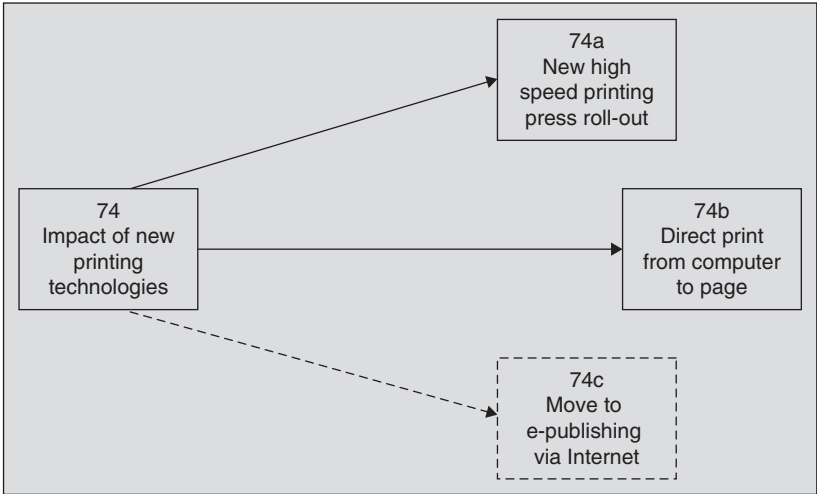 74a
New high
speed printing
press roll-out
74
Impact of new
printing
technologies
74b
Direct print
from computer
to page
74c
Move to
e-publishing
via Internet